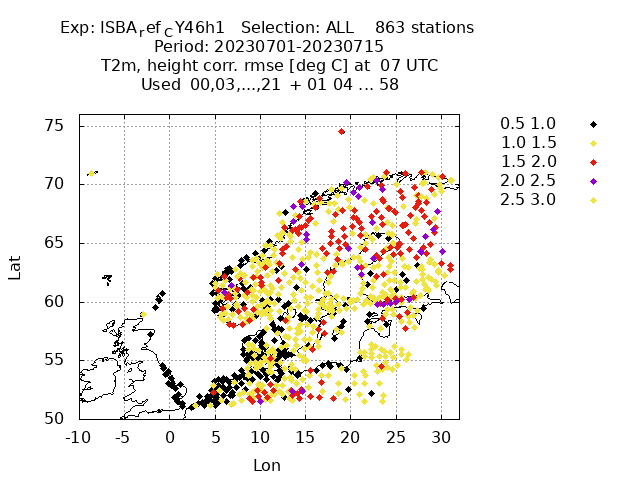 Exp: ISBA_ref_CY46h1 Selection: ALL 863 stations
Period: 20230701-20230715
T2m, height corr. rmse [deg C] at 07 UTC
Used 00,03,...,21 + 01 04 ... 58
0.5 1.0
1.0 1.5
1.5 2.0
2.0 2.5
2.5 3.0
75
70
65
60
55
50
Lat
-10 -5 0 5 10 15 20 25 30
Lon